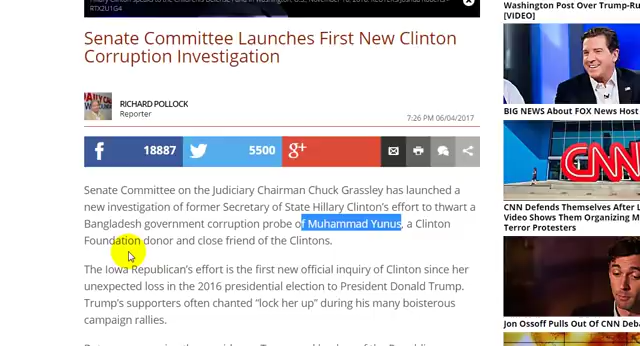 RTX2U1G4
Senate Committee Launches First New Clinton
Corruption Investigation
RICHARD POLLOCK
Reporter
7:26 PM 06/04/2017
18887
5500
g+
Senate Committee on the Judiciary Chairman Chuck Grassley has launched a
new investigation of former Secretary of State Hillary Clinton's effort to thwart a
Bangladesh government corruption probe of Muhammad Yunus, a Clinton
Foundation donor and close friend of the Clintons.
The Iowa Republican's effort is the first new official inquiry of Clinton since her
unexpected loss in the 2016 presidential election to President Donald Trump.
Trump's supporters often chanted "lock her up" during his many boisterous
campaign rallies.
Washington Post Over Trump-Ru
[VIDEO]
BIG NEWS About FOX News Host
CNN
CNN Defends Themselves After L
Video Shows Them Organizing M
Terror Protesters
Jon Ossoff Pulls Out Of CNN Deba